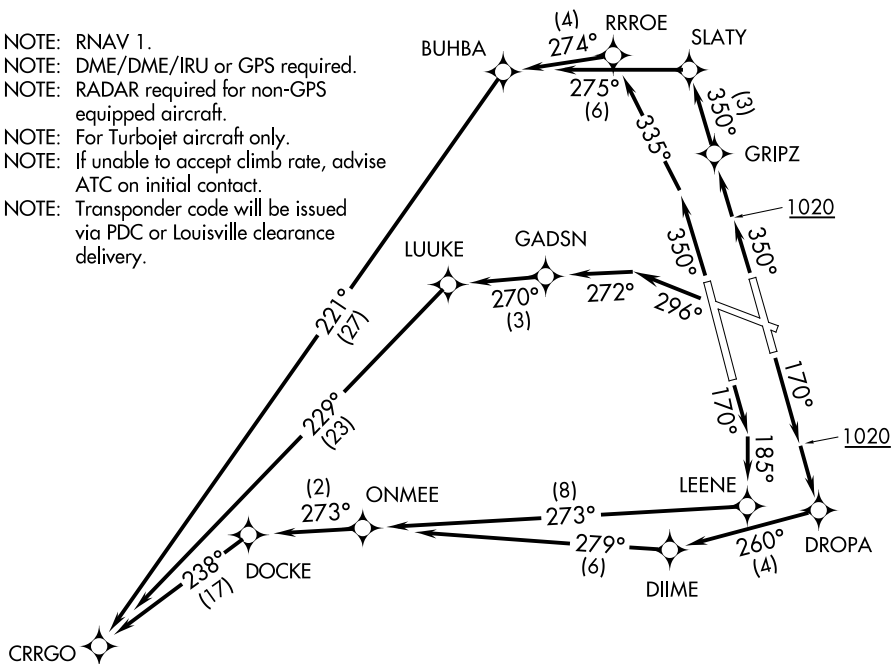 NOTE: RNAV 1.
NOTE: DME/DME/IRU or GPS required.
NOTE: RADAR required for non-GPS
equipped aircraft.
NOTE: For Turbojet aircraft only.
NOTE: If unable to accept climb rate, advise
ATC on initial contact.
NOTE: Transponder code will be issued
via PDC or Louisville clearance
delivery.
(4)
274°
RRROE
BUHBA
SLATY
275°
(6)
(3)
350°
335°
GRIPZ
1020
350°
350°
GADSN
LUUKE
272°
270°
(3)
296°
221°
(27)
229°
(23)
170°
170°
1020
185°
LEENE
(8)
273°
(2)
273°
ONMEE
279°
(6)
260°
(4)
DROPA
DIIME
DOCKE
238°
(17)
CRRGO